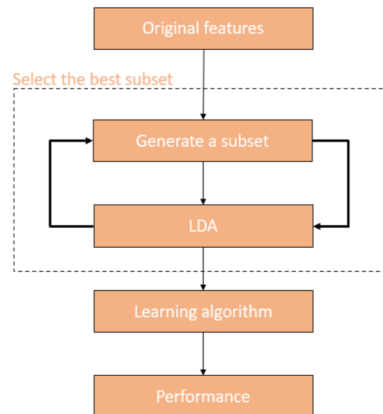 Original features
Select the best subset
Generate a subset
LDA
Learning algorithm
Performance